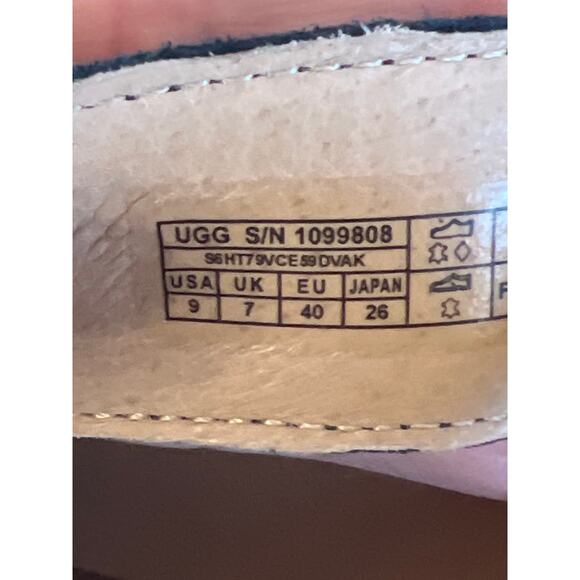 UGG S/N 1099808
S6HT79VCE59DVAK
USA UK EU JAPAN
9 7 40 26